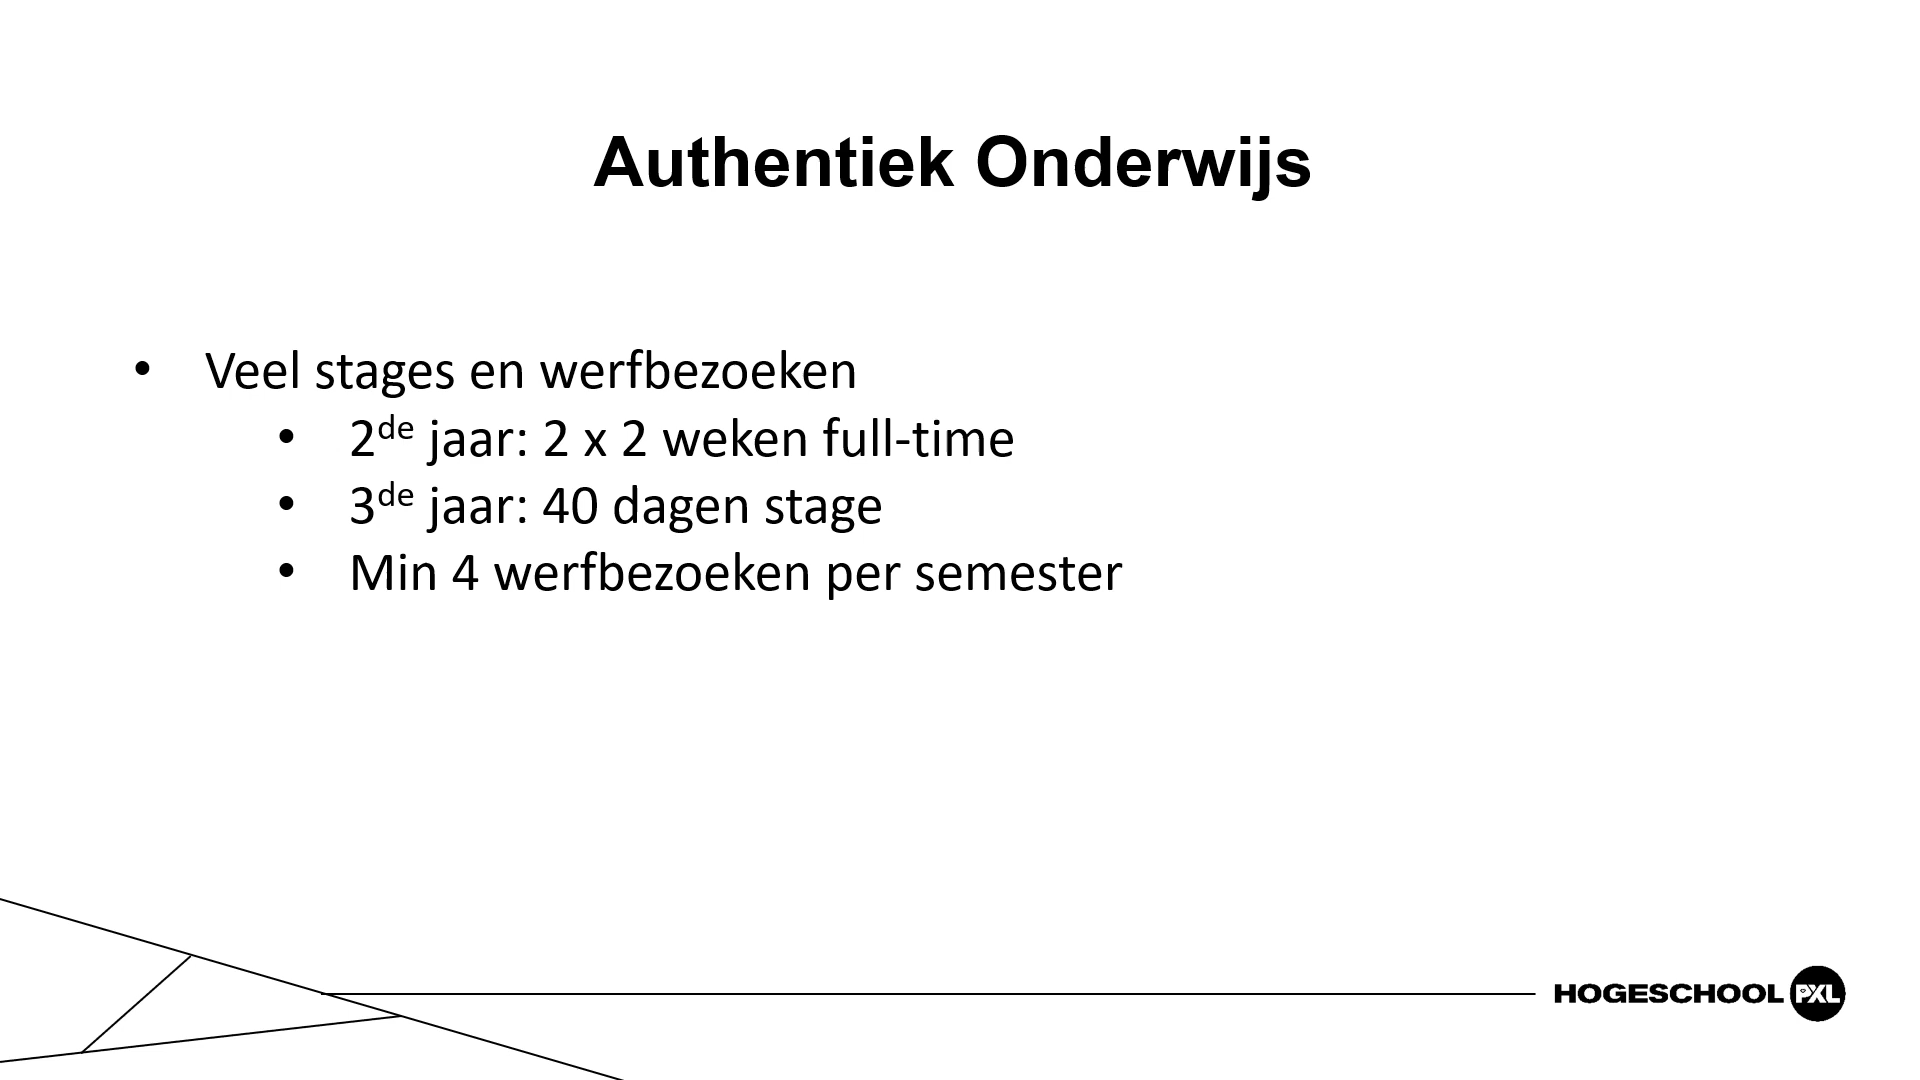 Authentiek Onderwijs
• Veel stages en werfbezoeken
• 2de jaar: 2 x 2 weken full-time
• 3de jaar: 40 dagen stage
• Min 4 werfbezoeken per semester
HOGESCHOOL PXL